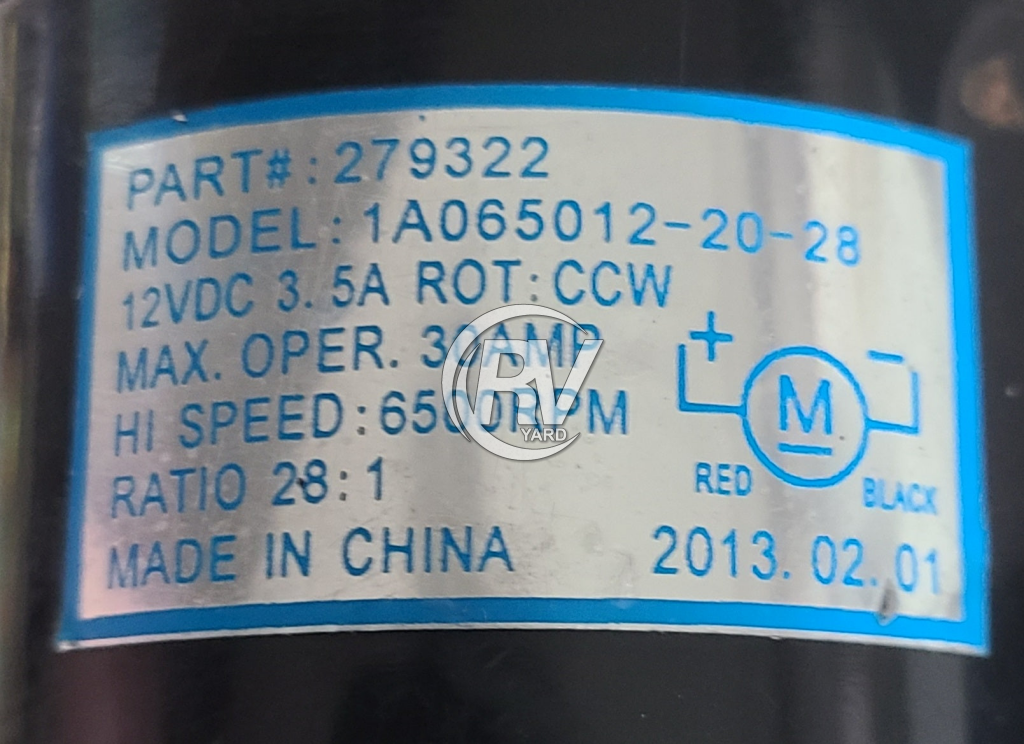 PART#: 279322
MODEL: 1A065012-20-28
12VDC 3.5A ROT: CCW
MAX. OPER. 30AMP
HI SPEED: 6500RPM
RATIO 28:1
MADE IN CHINA
2013.02.01
+ -
M
RED BLACK
RV
YARD